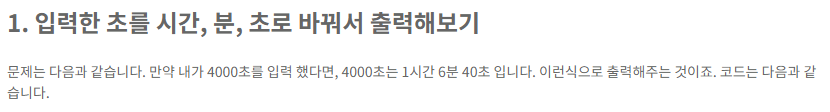 1. 입력한 초를 시간, 분, 초로 바꿔서 출력해보기
문제는 다음과 같습니다. 만약 내가 4000초를 입력 했다면, 4000초는 1시간 6분 40초 입니다. 이런식으로 출력해주는 것이죠. 코드는 다음과 같
습니다.